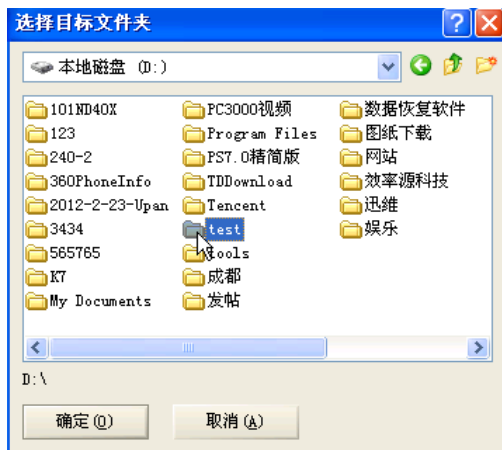 选择目标文件夹
本地磁盘 (D:)
101ND40X
123
240-2
360PhoneInfo
2012-2-23-Upan
3434
565765
K7
My Documents
PC3000视频
Program Files
PS7.0精简版
TDDownload
Tencent
test
tools
成都
发帖
数据恢复软件
图纸下载
网站
效率源科技
迅维
娱乐
D:\
确定(O)
取消(A)